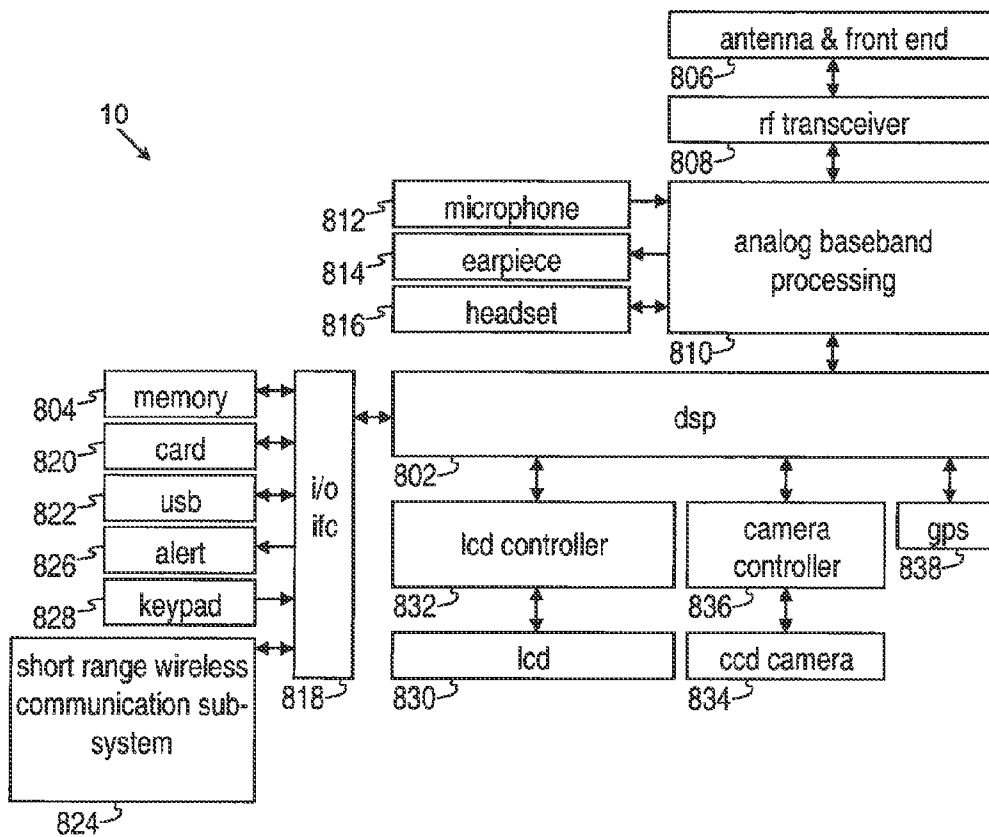 antenna & front end
806
10
rf transceiver
808
812
microphone
814
earpiece
816
headset
analog baseband
processing
810
804
memory
820
card
822
usb
826
alert
828
keypad
short range wireless
communication sub-
system
824
i/o
ifc
818
dsp
802
lcd controller
832
lcd
830
camera
controller
836
ccd camera
834
gps
838